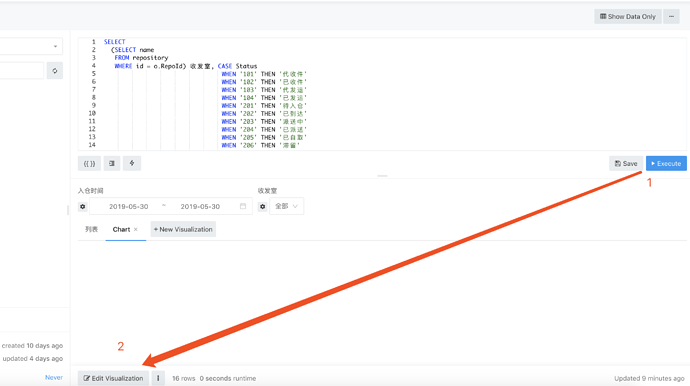 Show Data Only
1 SELECT
2 (SELECT name
3 FROM repository
4 WHERE id = o.RepoId) 收发室, CASE Status
5 WHEN '101' THEN '代收件'
6 WHEN '102' THEN '已收件'
7 WHEN '103' THEN '代发运'
8 WHEN '104' THEN '已发运'
9 WHEN '201' THEN '待入仓'
10 WHEN '202' THEN '已到达'
11 WHEN '203' THEN '派送中'
12 WHEN '204' THEN '已派送'
13 WHEN '205' THEN '已自取'
14 WHEN '206' THEN '滞留'
{{ }}
Save
Execute
1
入仓时间
收发室
2019-05-30 ~ 2019-05-30
全部
列表
Chart ×
+ New Visualization
2
created 10 days ago
updated 4 days ago
Never
Edit Visualization
16 rows 0 seconds runtime
Updated 9 minutes ago